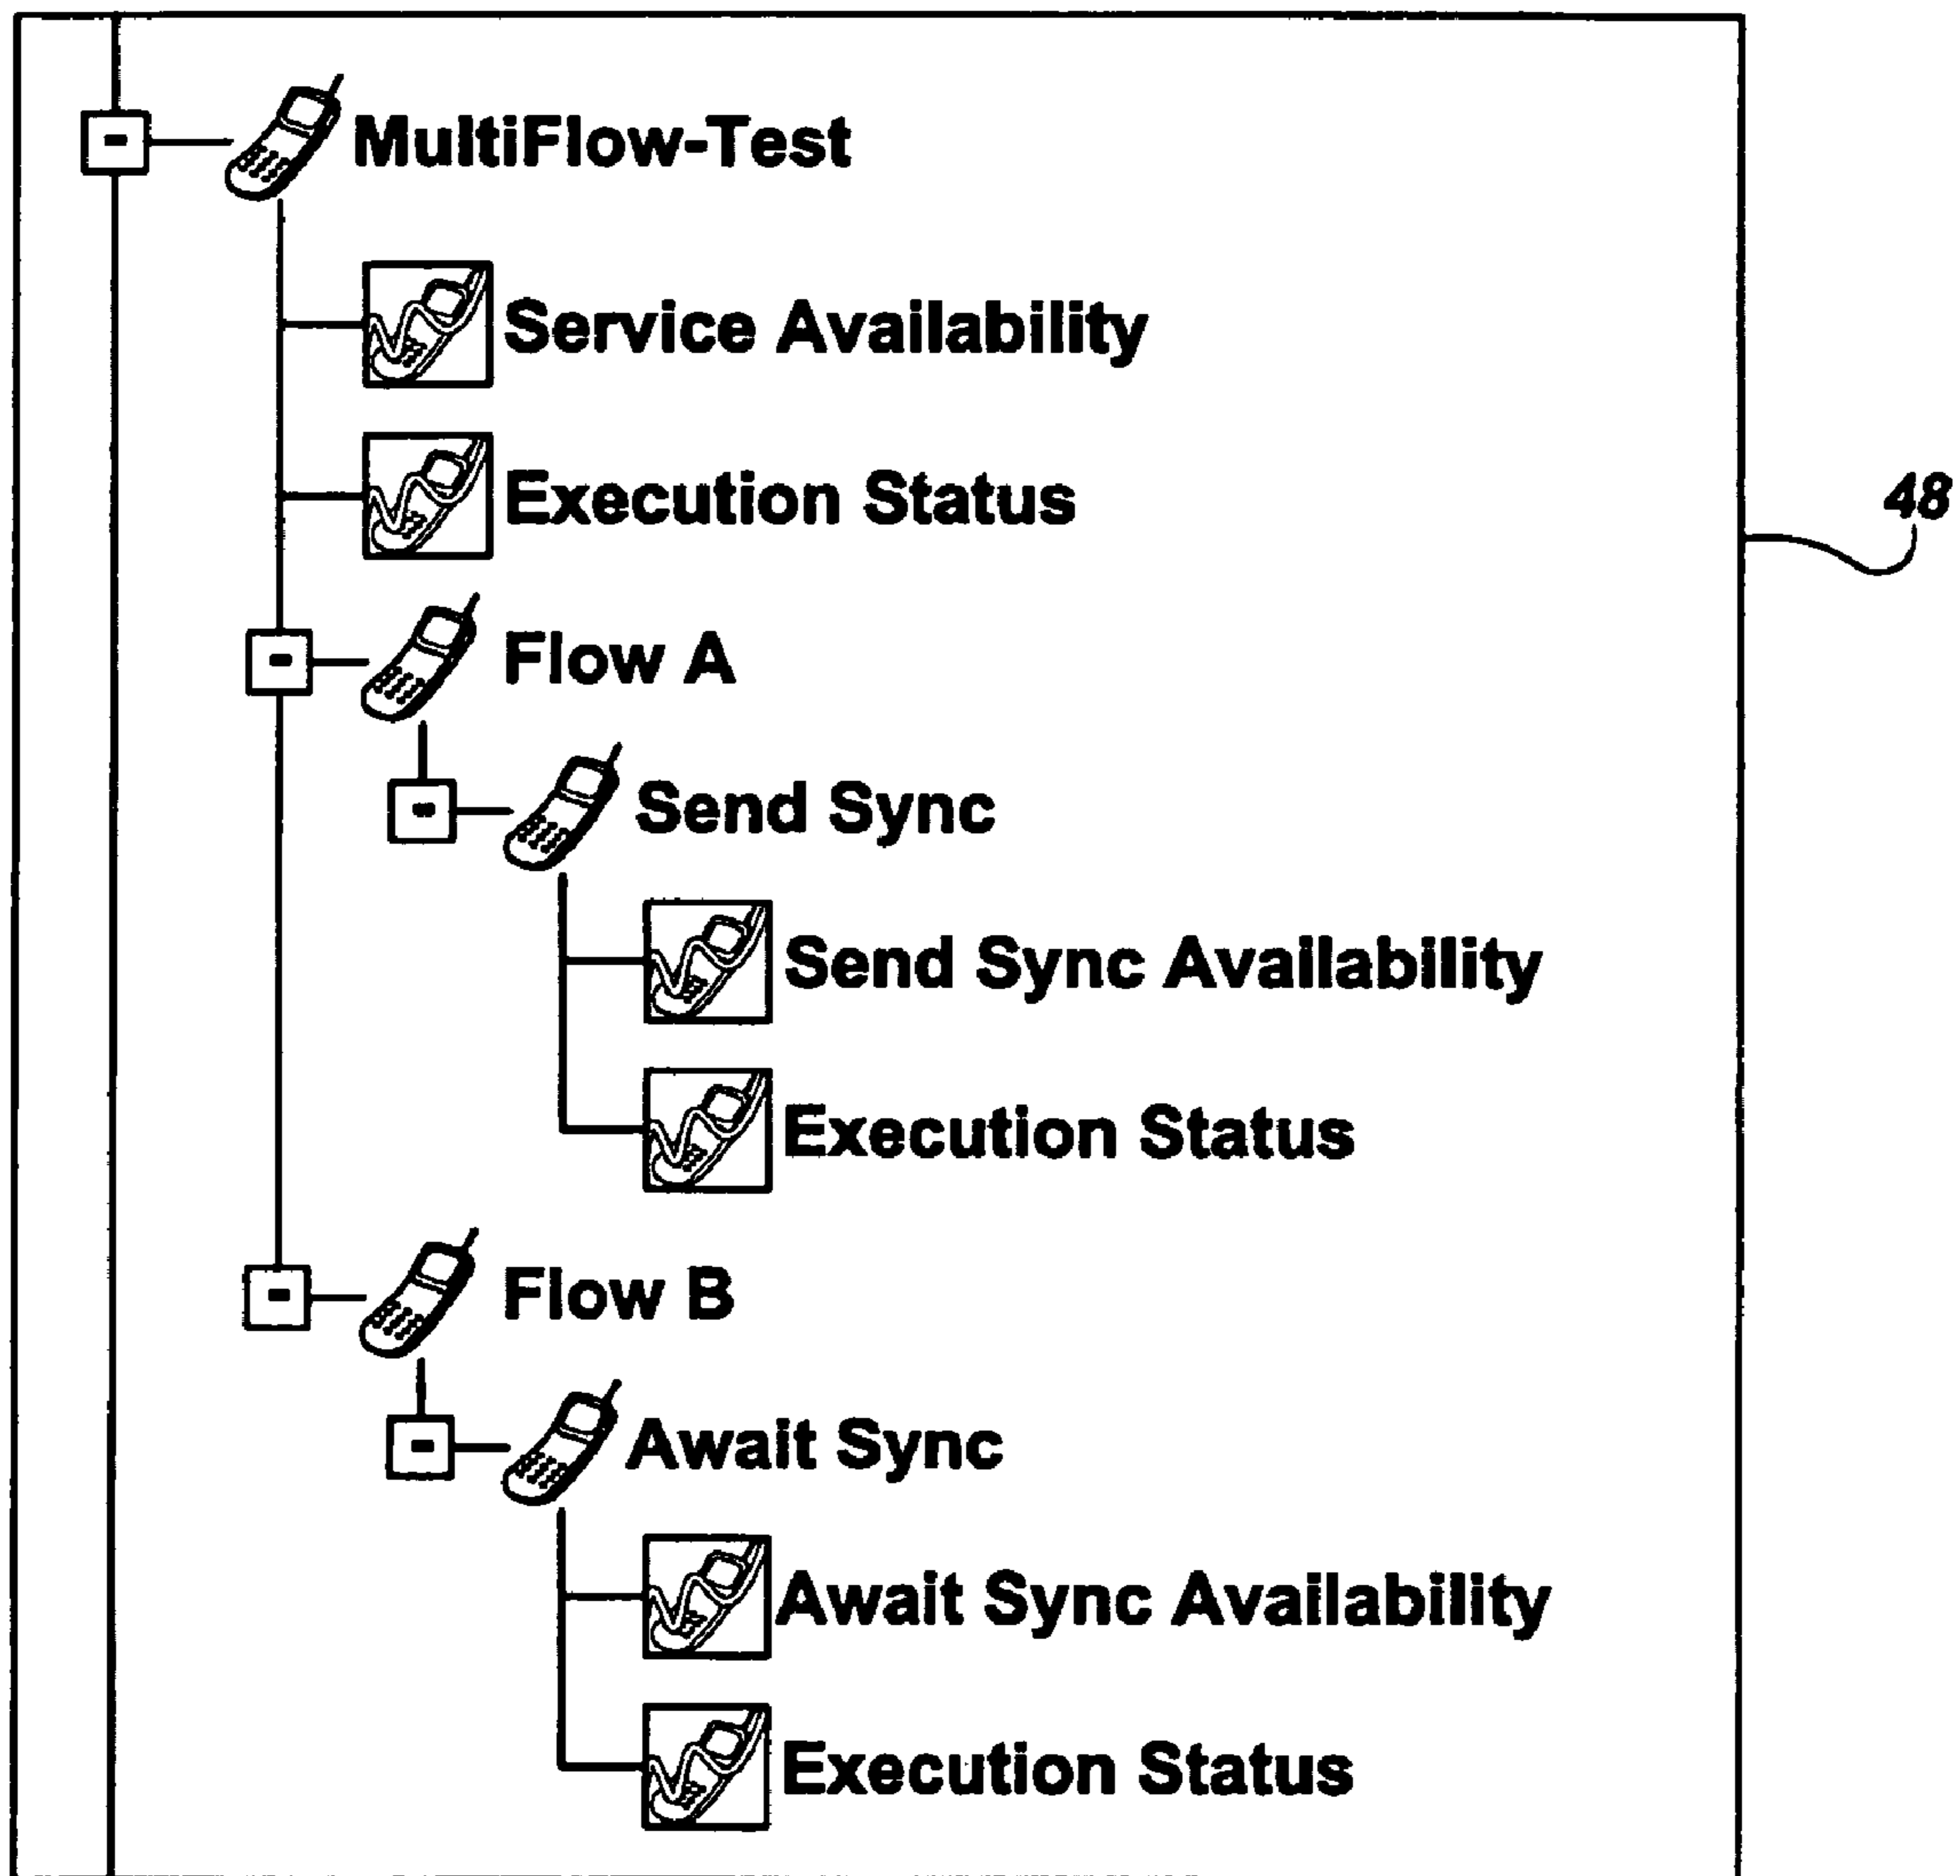 MultiFlow-Test
Service Availability
Execution Status
48
Flow A
Send Sync
Send Sync Availability
Execution Status
Flow B
Await Sync
Await Sync Availability
Execution Status